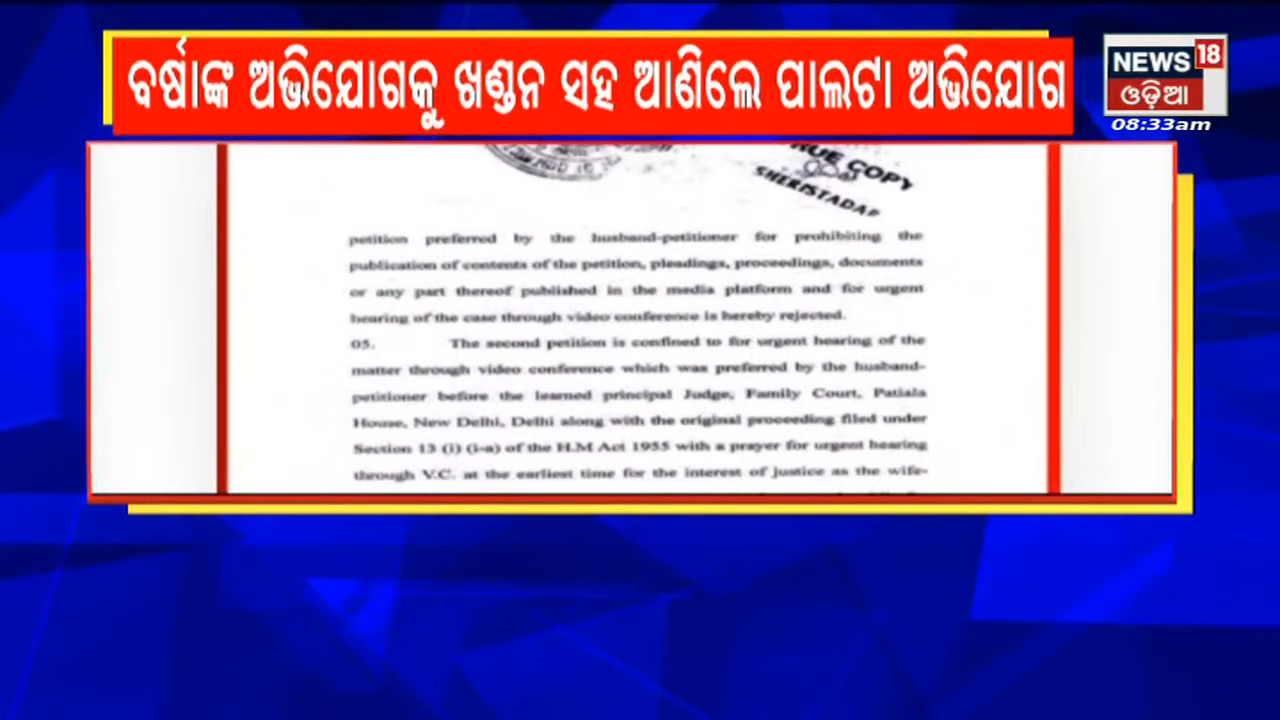 ବର୍ଷାଙ୍କ ଅଭିଯୋଗକୁ ଖଣ୍ଡନ ସହ ଆଣିଲେ ପାଲଟା ଅଭିଯୋଗ
NEWS 18
ଓଡ଼ିଆ
08:33am
RUE COPY
SHERISTADAR
petition preferred by the husband-petitioner for prohibiting the
publication of contents of the petition, pleadings, proceedings, documents
or any part thereof published in the media platform and for urgent
hearing of the case through video conference is hereby rejected.
05. The second petition is confined to for urgent hearing of the
matter through video conference which was preferred by the husband-
petitioner before the learned principal Judge, Family Court, Patiala
House, New Delhi, Delhi along with the original proceeding filed under
Section 13 (i) (i-a) of the H.M Act 1955 with a prayer for urgent hearing
through V.C. at the earliest time for the interest of justice as the wife-